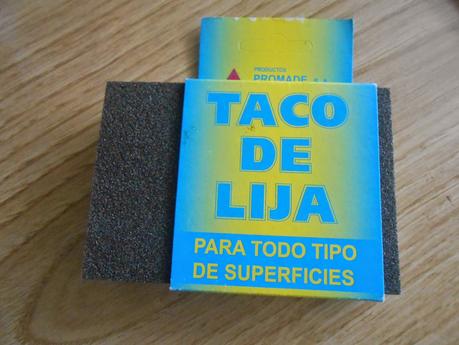 PRODUCTOS
PROMADE S.A.
TACO
DE
LIJA
PARA TODO TIPO
DE SUPERFICIES